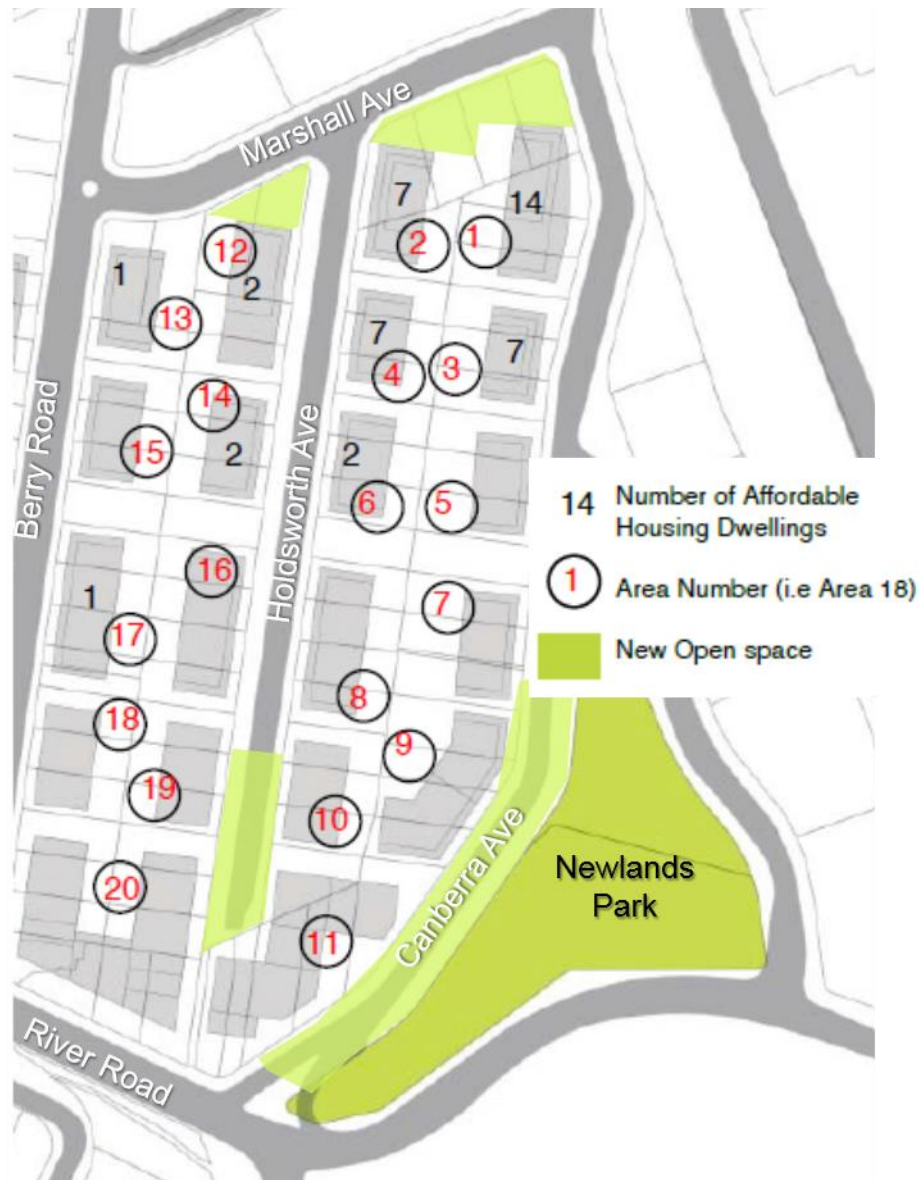 Marshall Ave
7
14
2
1
12
1
2
13
7
7
4
3
14
15
2
2
6
5
Berry Road
Holdsworth Ave
14 Number of Affordable
Housing Dwellings
1 Area Number (i.e Area 18)
New Open space
16
1
17
7
8
18
9
19
10
20
11
Canberra Ave
Newlands
Park
River Road